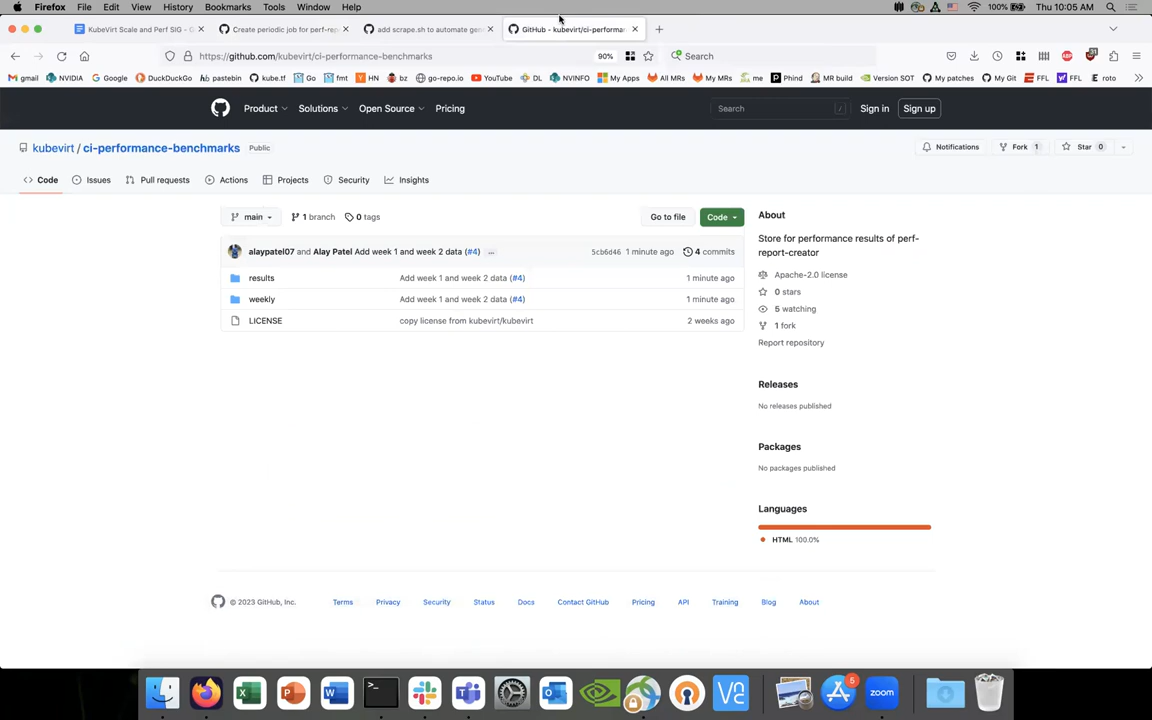 Firefox File Edit View History Bookmarks Tools Window Help 100% Thu 10:05 AM
KubeVirt Scale and Perf SIG - G Create periodic job for perf-rep add scrape.sh to automate gen GitHub - kubevirt/ci-performan
https://github.com/kubevirt/ci-performance-benchmarks 90% Search
gmail NVIDIA Google DuckDuckGo pastebin kube.tf Go fmt HN bz go-repo.io YouTube DL NVINFO My Apps All MRs My MRs me Phind MR build Version SOT My patches My Git FFL FFL roto
Product Solutions Open Source Pricing Search / Sign in Sign up
kubevirt / ci-performance-benchmarks Public Notifications Fork 1 Star 0
Code Issues Pull requests Actions Projects Security Insights
main 1 branch 0 tags Go to file Code
About
Store for performance results of perf-
report-creator
alaypatel07 and Alay Patel Add week 1 and week 2 data (#4) ... 5cb6d46 1 minute ago 4 commits
Apache-2.0 license
results Add week 1 and week 2 data (#4) 1 minute ago
0 stars
weekly Add week 1 and week 2 data (#4) 1 minute ago
5 watching
LICENSE copy license from kubevirt/kubevirt 2 weeks ago
1 fork
Report repository
Releases
No releases published
Packages
No packages published
Languages
HTML 100.0%
© 2023 GitHub, Inc. Terms Privacy Security Status Docs Contact GitHub Pricing API Training Blog About
5
zoom